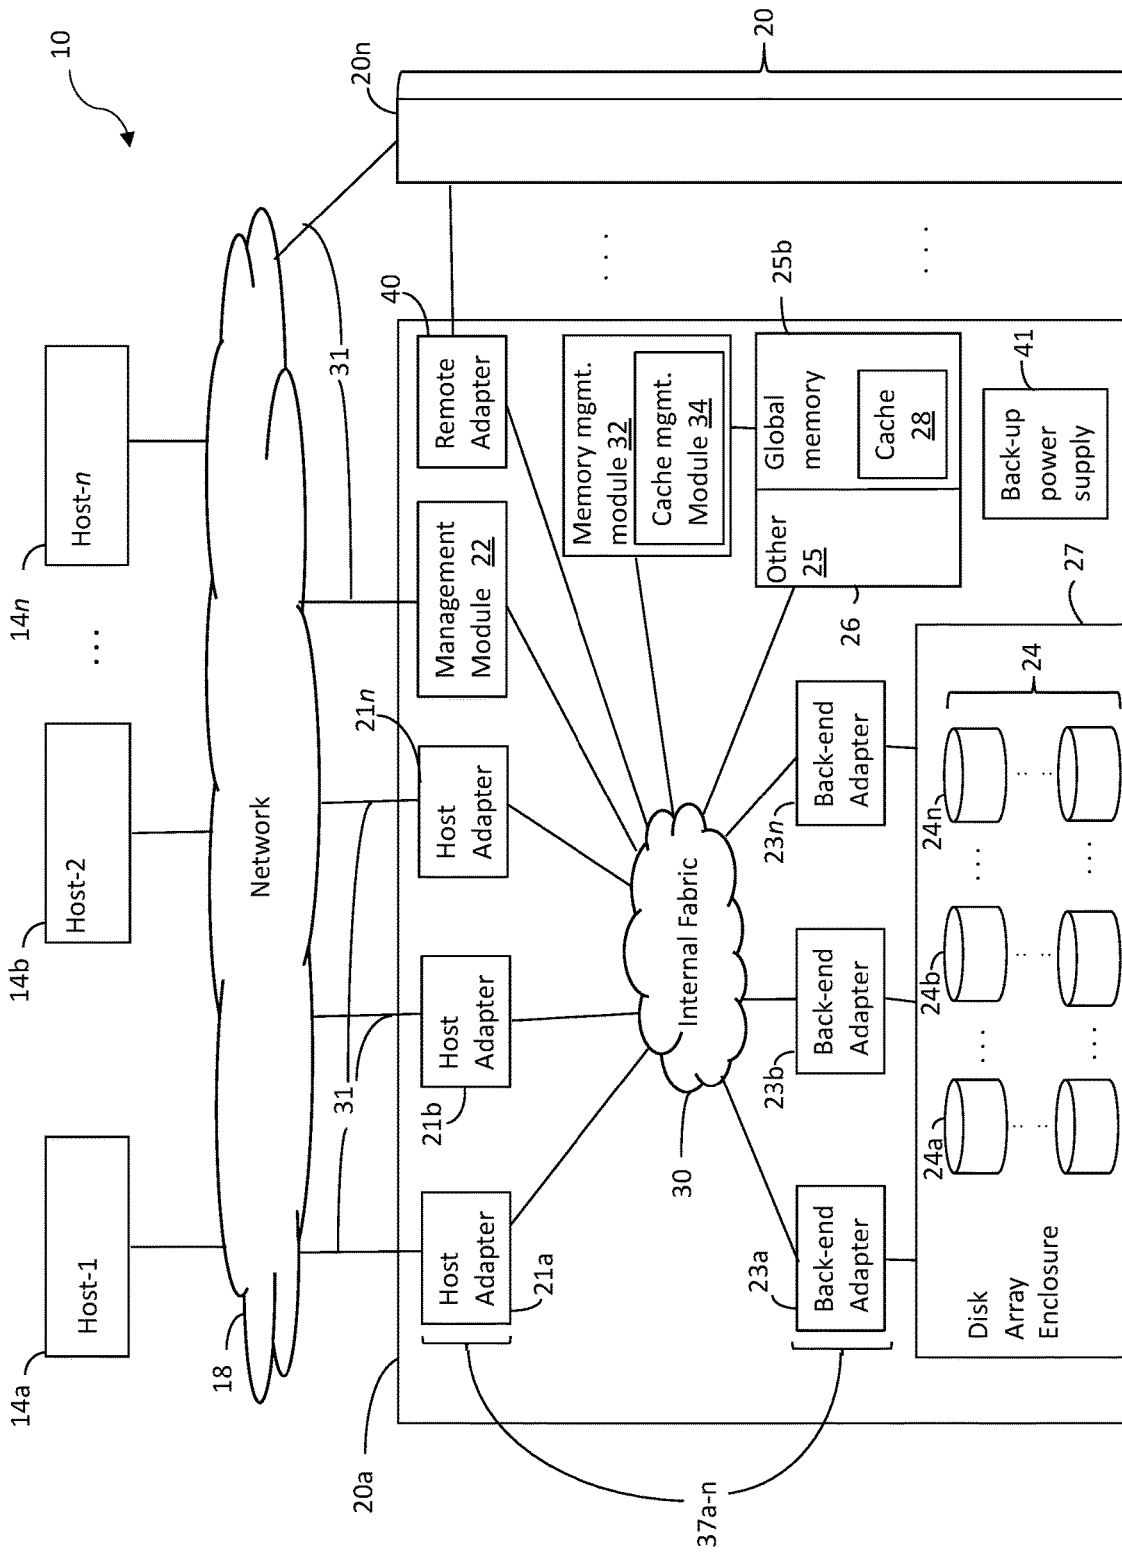 10
14a
Host-1
14b
Host-2
. . .
14n
Host-n
18
Network
31
31
20n
20
20a
Host
Adapter
21a
Host
Adapter
21b
21n
Host
Adapter
Management
Module 22
40
Remote
Adapter
37a-n
30
Internal Fabric
Memory mgmt.
module 32
Cache mgmt.
Module 34
. . .
25b
Other
25
Global
memory
Cache
28
26
. . .
23a
Back-end
Adapter
23b
Back-end
Adapter
23n
Back-end
Adapter
41
Back-up
power
supply
27
Disk
Array
Enclosure
24a
. . .
24b
. . .
24n
24
. . .
. . .